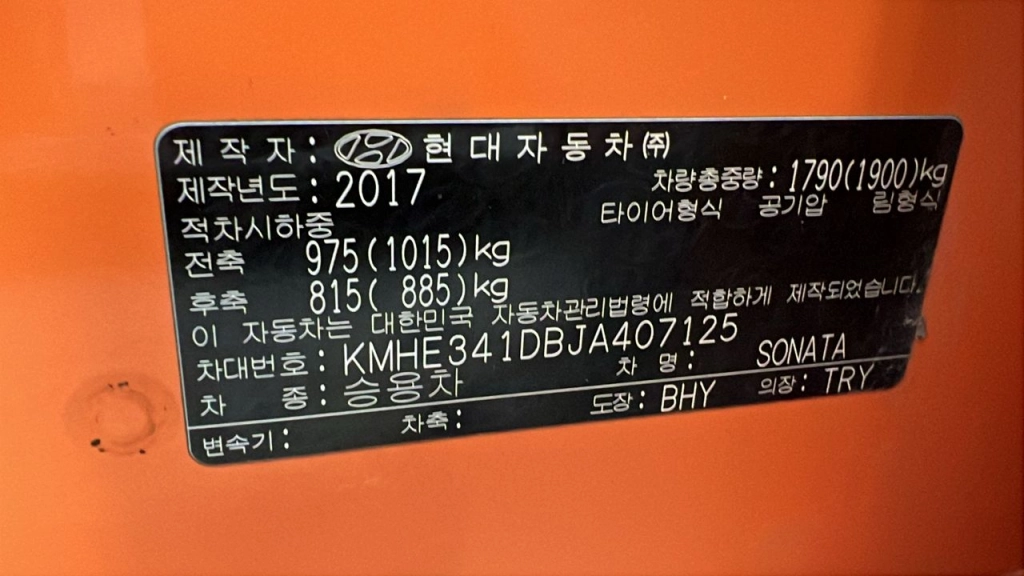 제 작 자 : 현 대 자 동 차 ㈜
제작년도 : 2017 차량총중량 : 1790(1900)kg
적차시하중 타이어형식 공기압 림형식
전축 975(1015)kg
후축 815( 885)kg
이 자동차는 대한민국 자동차관리법령에 적합하게 제작되었습니다.
차대번호 : KMHE341DBJA407125
차 종 : 승용차 차 명 : SONATA
변속기 : 차축 : 도장 : BHY 의장 : TRY